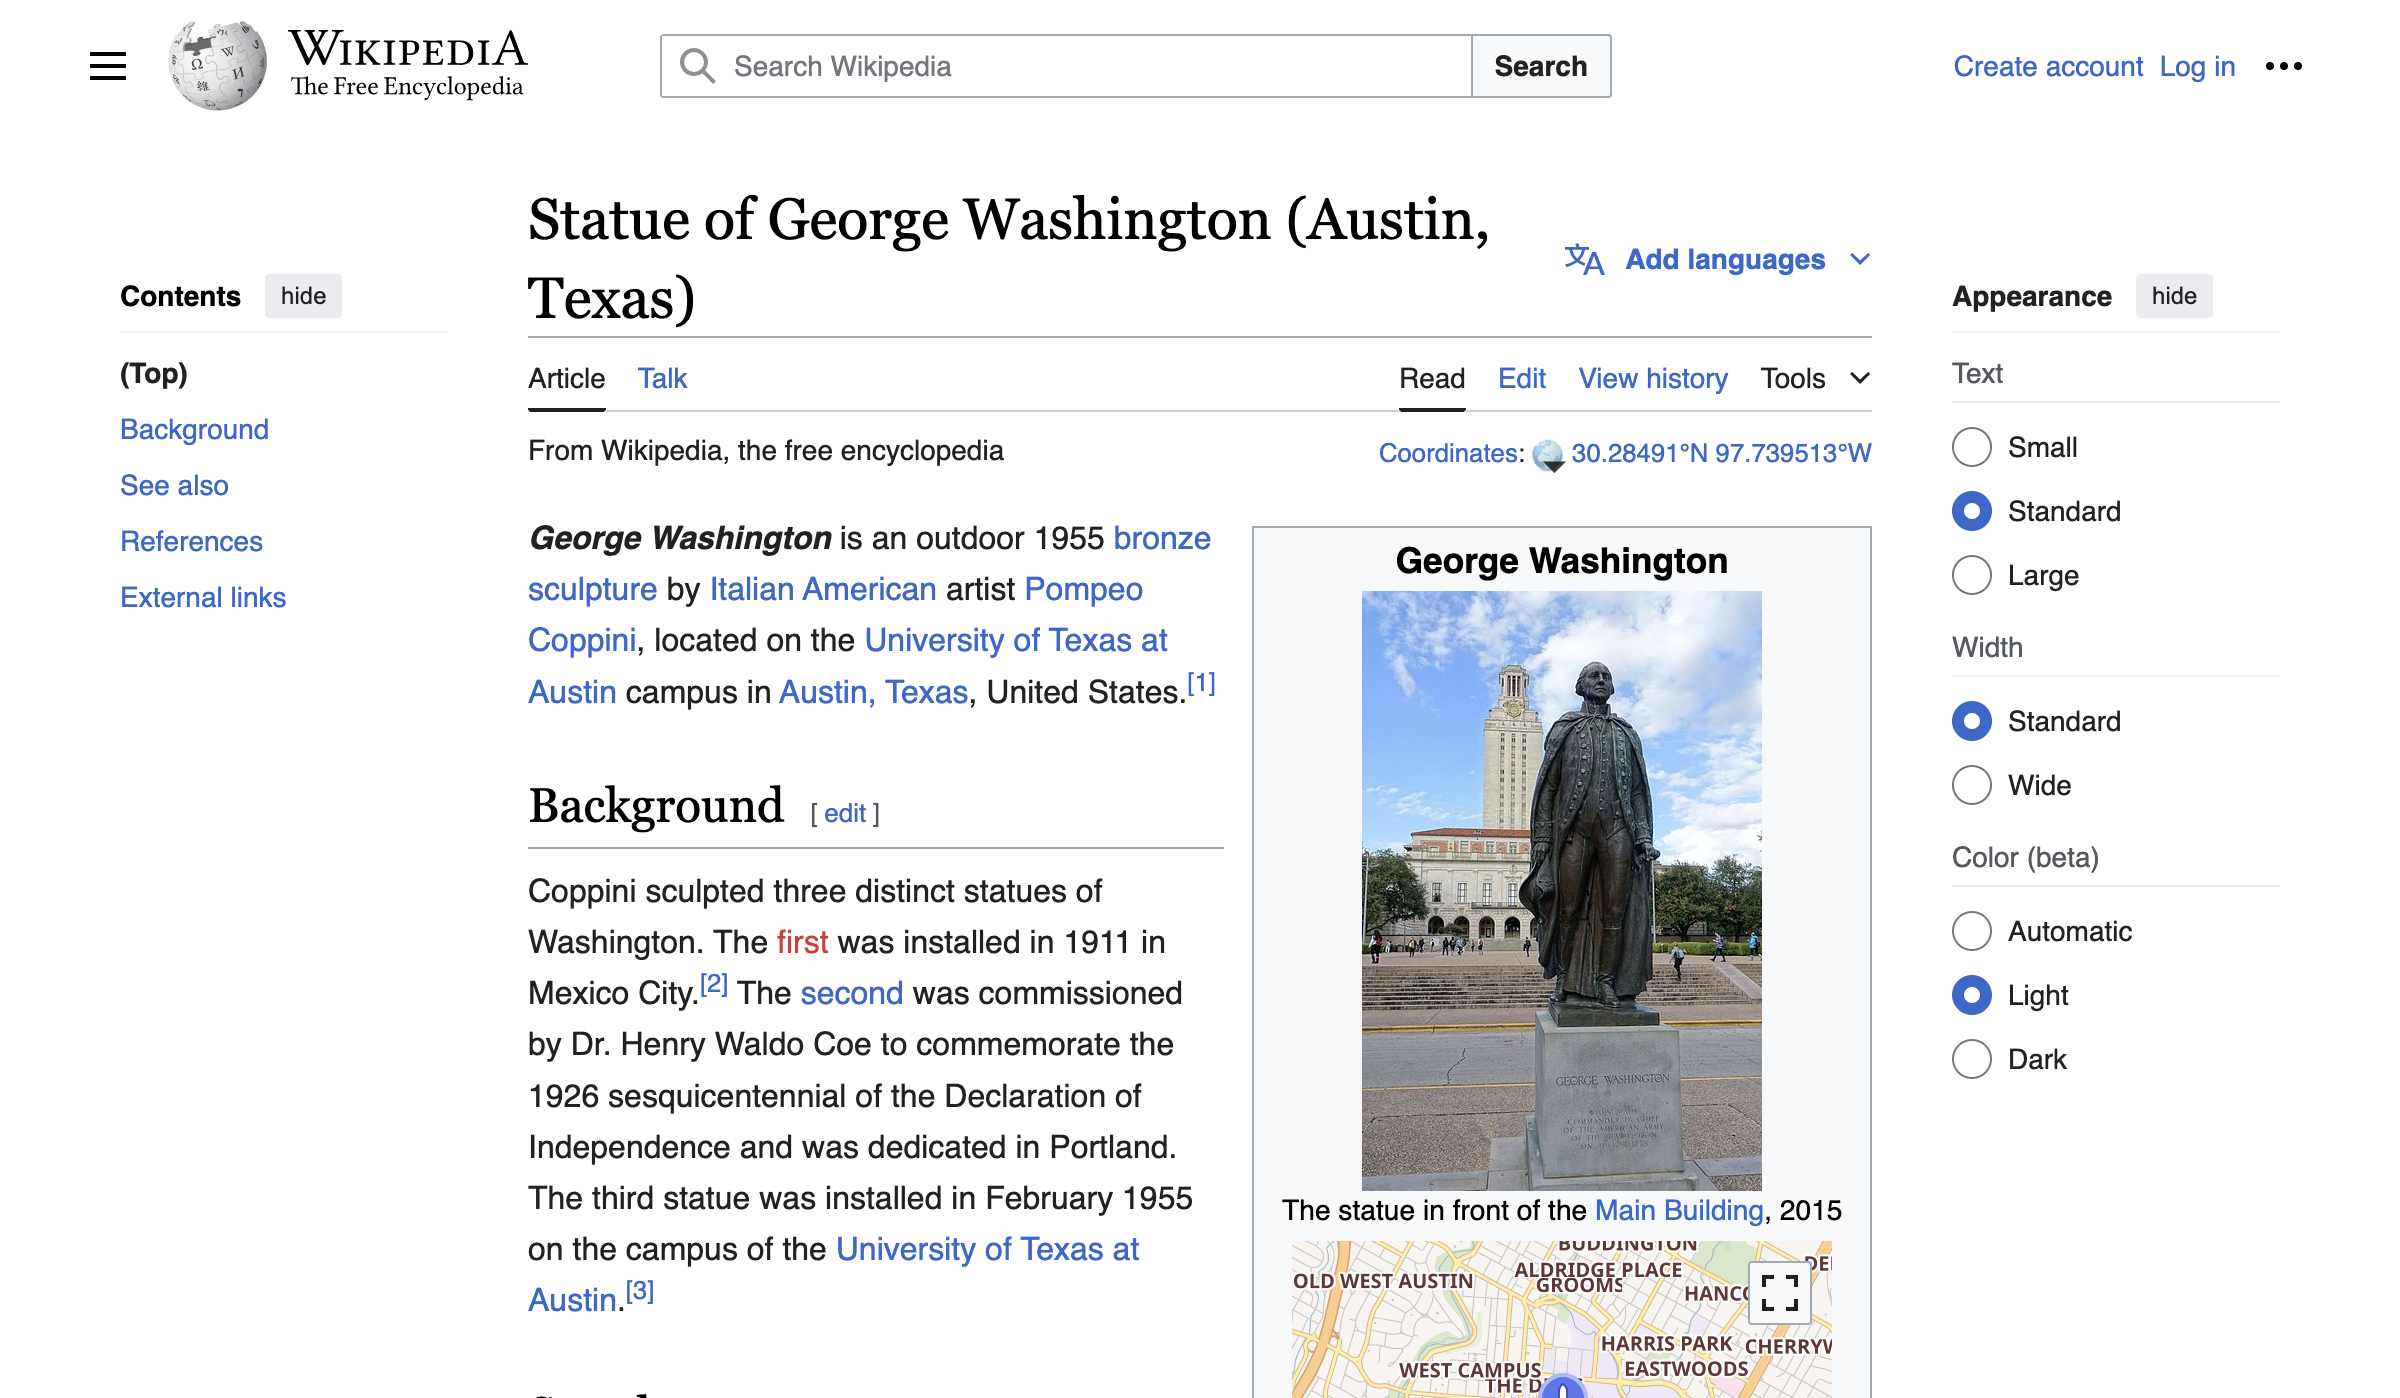 WIKIPEDIA
The Free Encyclopedia
Search Wikipedia
Search
Create account Log in
Contents hide
(Top)
Background
See also
References
External links
Statue of George Washington (Austin,
Texas)
Add languages
Article Talk
Read Edit View history Tools
From Wikipedia, the free encyclopedia
Coordinates: 30.28491°N 97.739513°W
George Washington is an outdoor 1955 bronze
sculpture by Italian American artist Pompeo
Coppini, located on the University of Texas at
Austin campus in Austin, Texas, United States.[1]
Background [ edit ]
Coppini sculpted three distinct statues of
Washington. The first was installed in 1911 in
Mexico City.[2] The second was commissioned
by Dr. Henry Waldo Coe to commemorate the
1926 sesquicentennial of the Declaration of
Independence and was dedicated in Portland.
The third statue was installed in February 1955
on the campus of the University of Texas at
Austin.[3]
George Washington
GEORGE WASHINGTON
COMMANDER IN CHIEF
OF THE AMERICAN ARMY
The statue in front of the Main Building, 2015
BUDDINGTON
OLD WEST AUSTIN
ALDRIDGE PLACE
GROOMS
HARRIS PARK
EASTWOODS
WEST CAMPUS
THE
Appearance hide
Text
Small
Standard
Large
Width
Standard
Wide
Color (beta)
Automatic
Light
Dark